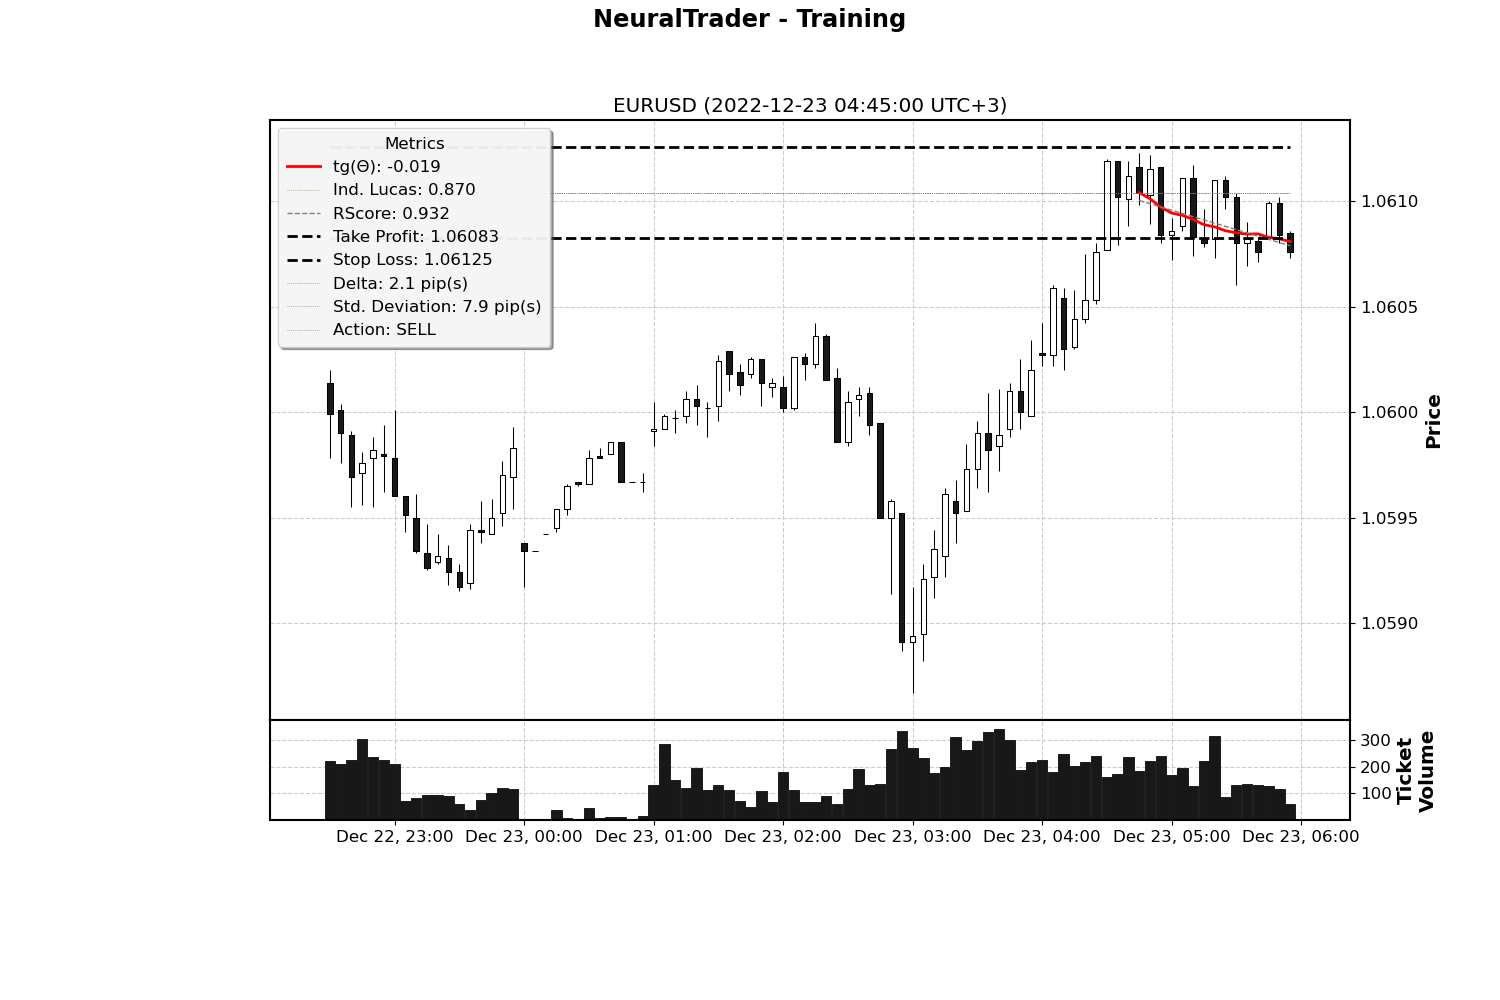 NeuralTrader - Training
EURUSD (2022-12-23 04:45:00 UTC+3)
Metrics
tg(Θ): -0.019
Ind. Lucas: 0.870
RScore: 0.932
Take Profit: 1.06083
Stop Loss: 1.06125
Delta: 2.1 pip(s)
Std. Deviation: 7.9 pip(s)
Action: SELL
1.0610
1.0605
1.0600
1.0595
1.0590
Price
300
200
100
Ticket
Volume
Dec 22, 23:00
Dec 23, 00:00
Dec 23, 01:00
Dec 23, 02:00
Dec 23, 03:00
Dec 23, 04:00
Dec 23, 05:00
Dec 23, 06:00